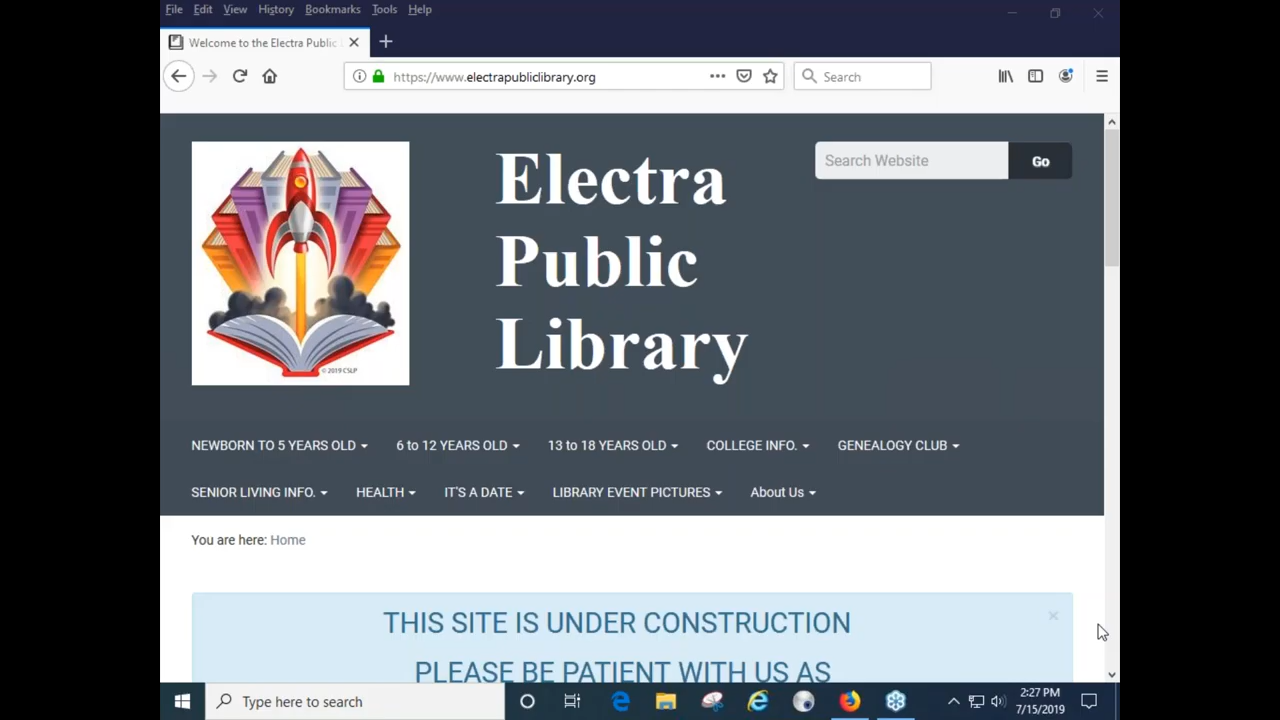 File Edit View History Bookmarks Tools Help
Welcome to the Electra Public
https://www.electrapubliclibrary.org
Search
Electra
Public
Library
Search Website
Go
© 2019 CSLP
NEWBORN TO 5 YEARS OLD 6 to 12 YEARS OLD 13 to 18 YEARS OLD COLLEGE INFO. GENEALOGY CLUB
SENIOR LIVING INFO. HEALTH IT'S A DATE LIBRARY EVENT PICTURES About Us
You are here: Home
THIS SITE IS UNDER CONSTRUCTION
PLEASE BE PATIENT WITH US AS
Type here to search
2:27 PM
7/15/2019